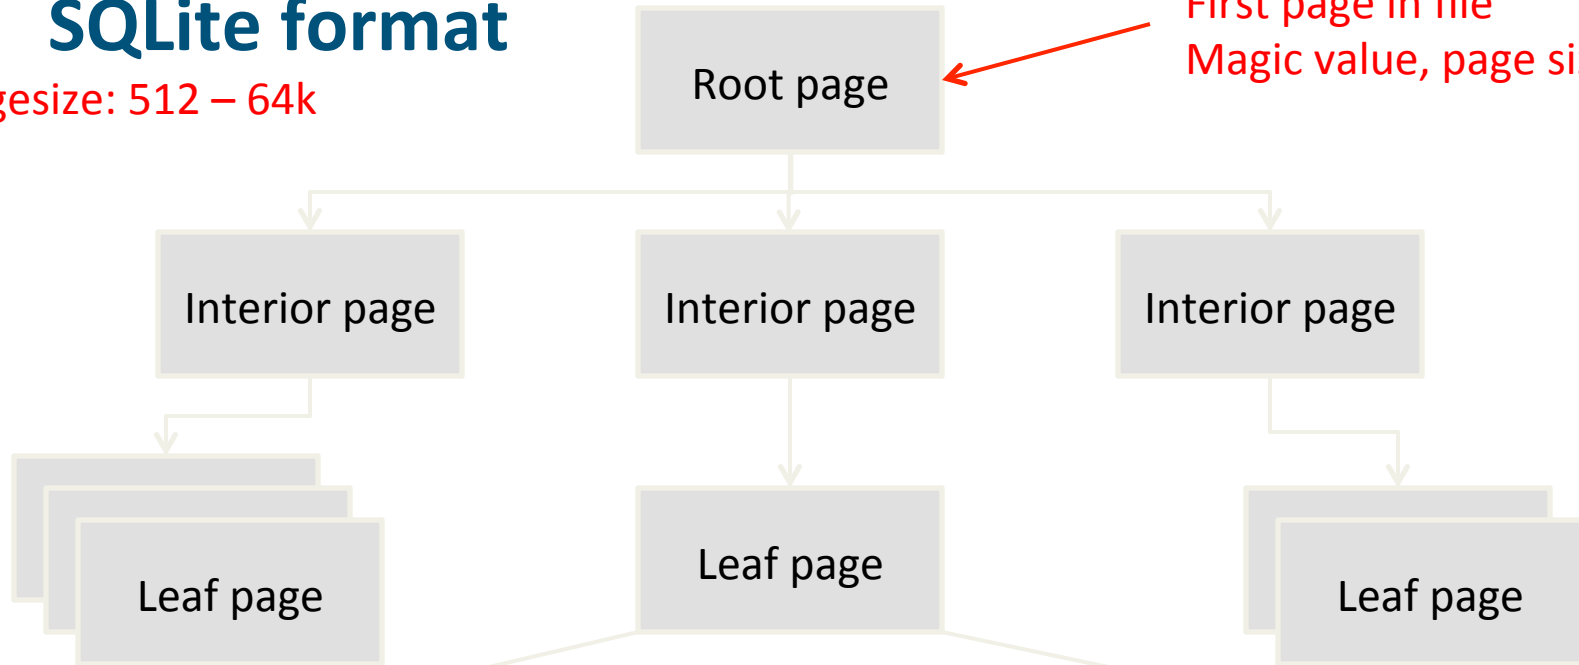 SQLite format
gesize: 512 – 64k
First page in file
Magic value, page si
Root page
Interior page
Interior page
Interior page
Leaf page
Leaf page
Leaf page